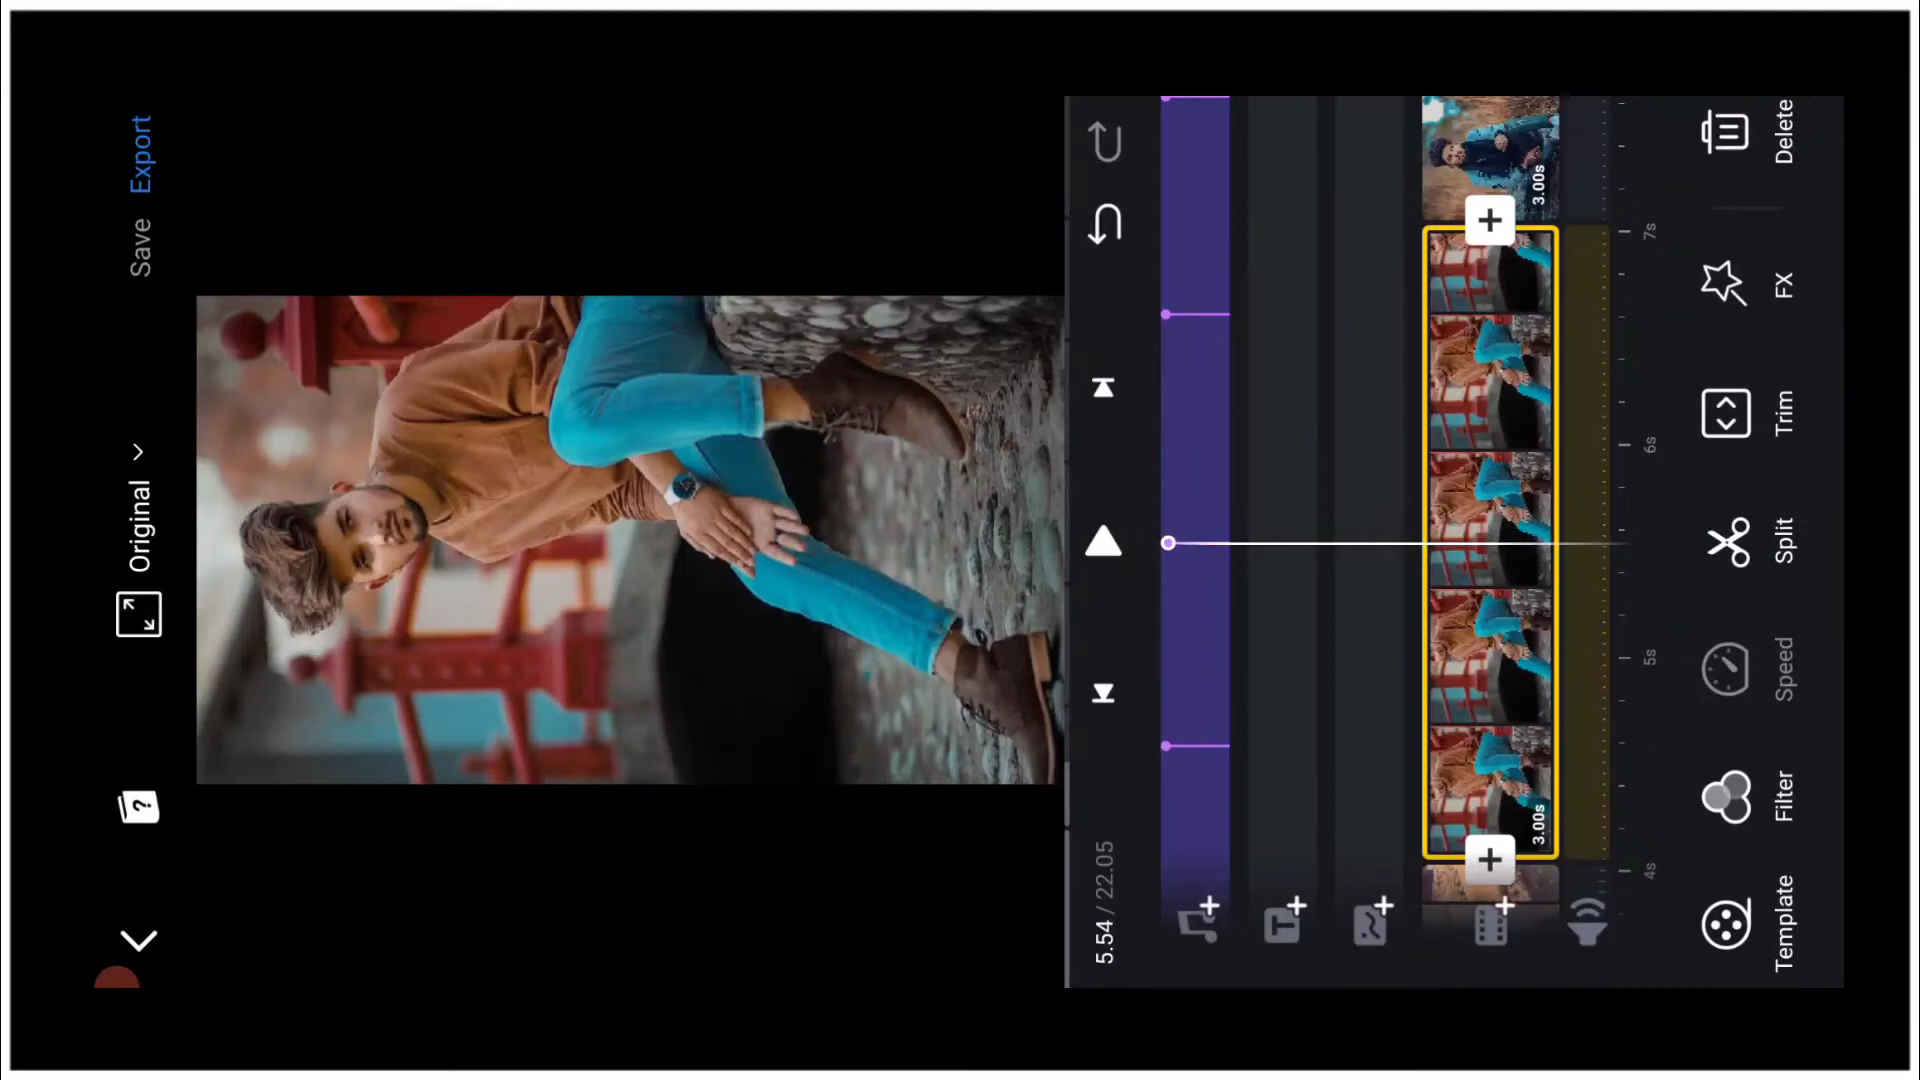 Original
Save
Export
5.54 / 22.05
3.00s
3.00s
4s
5s
6s
7s
Template
Filter
Speed
Split
Trim
FX
Delete